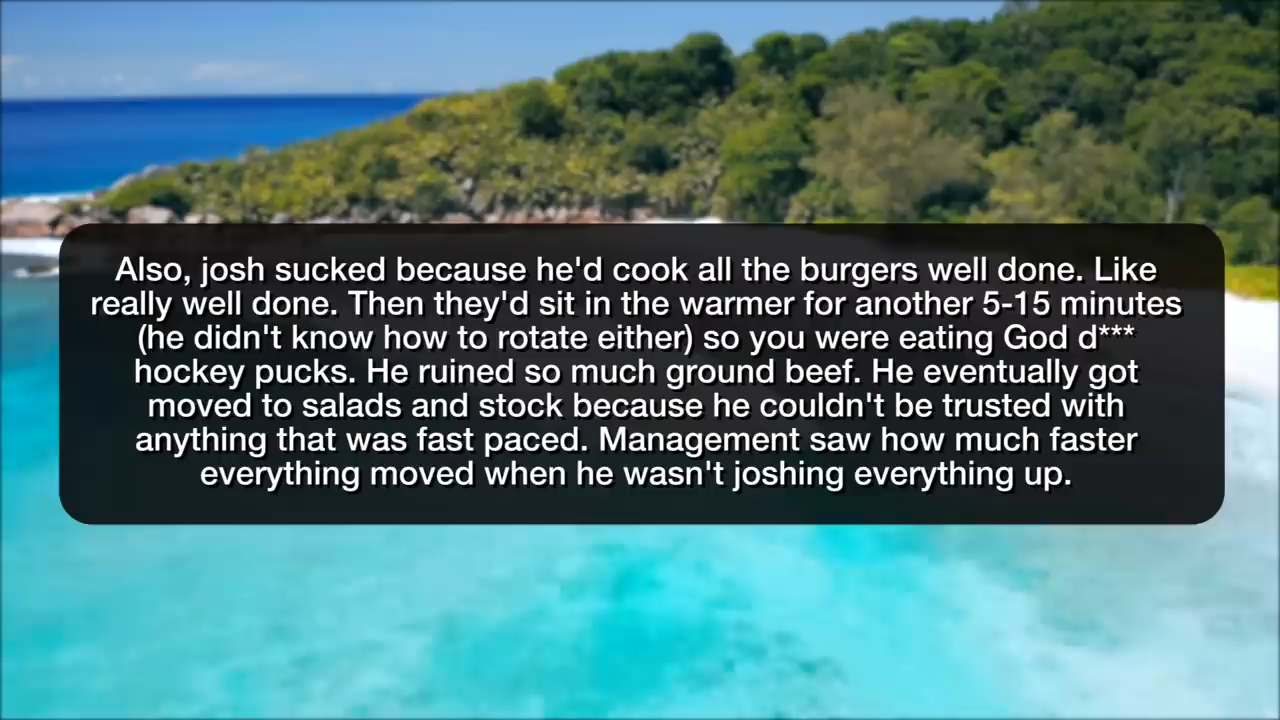 Also, josh sucked because he'd cook all the burgers well done. Like
really well done. Then they'd sit in the warmer for another 5-15 minutes
(he didn't know how to rotate either) so you were eating God d***
hockey pucks. He ruined so much ground beef. He eventually got
moved to salads and stock because he couldn't be trusted with
anything that was fast paced. Management saw how much faster
everything moved when he wasn't joshing everything up.